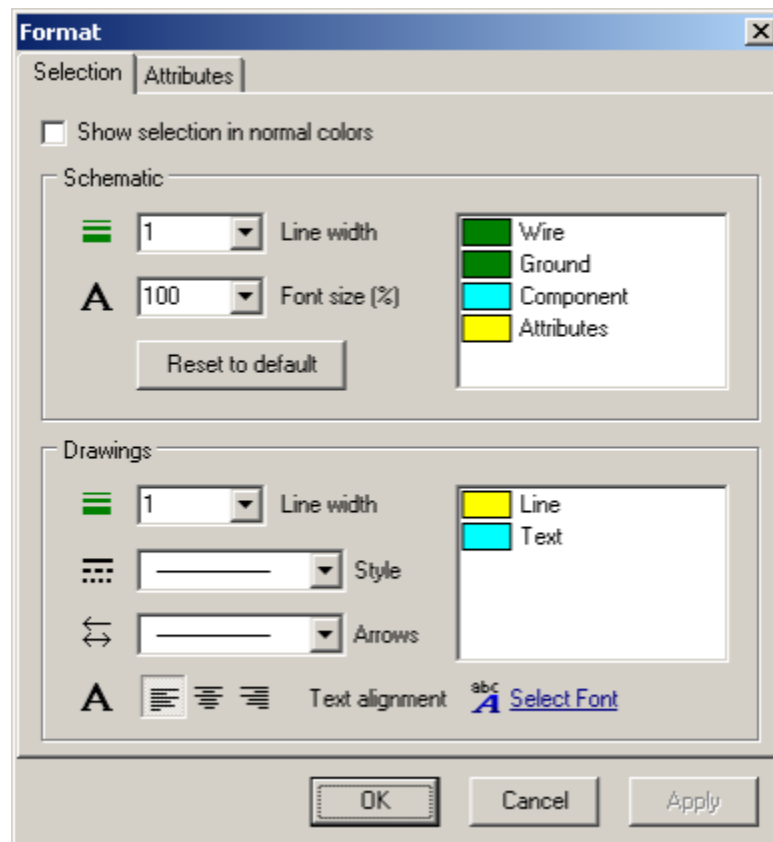 Format
Selection Attributes
Show selection in normal colors
Schematic
1 Line width
A 100 Font size (%)
Reset to default
Wire
Ground
Component
Attributes
Drawings
1 Line width
Style
Arrows
A Text alignment abc A Select Font
Line
Text
OK Cancel Apply